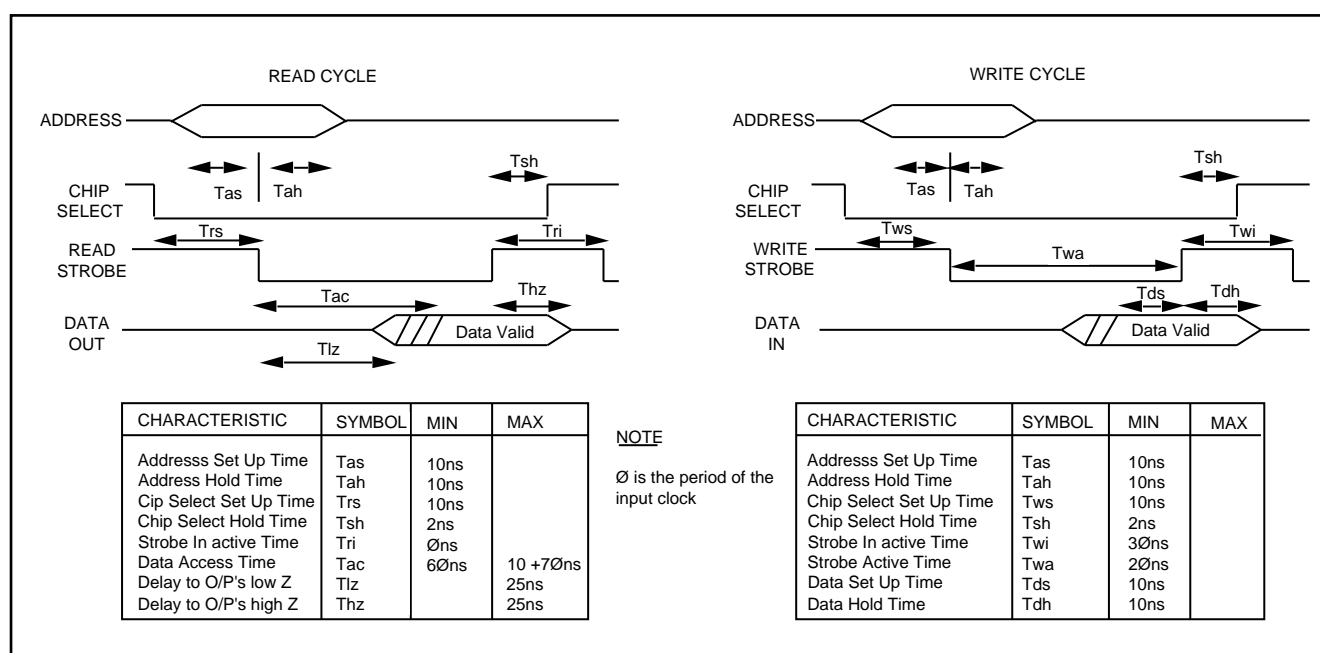 READ CYCLE
ADDRESS
Tas
Tah
Tsh
CHIP
SELECT
Trs
Tri
READ
STROBE
Tac
Thz
DATA
OUT
Data Valid
Tlz
WRITE CYCLE
ADDRESS
Tas
Tah
Tsh
CHIP
SELECT
Tws
Twi
WRITE
STROBE
Twa
Tds
Tdh
DATA
IN
Data Valid
CHARACTERISTIC SYMBOL MIN MAX
Addresss Set Up Time Tas 10ns
Address Hold Time Tah 10ns
Cip Select Set Up Time Trs 10ns
Chip Select Hold Time Tsh 2ns
Strobe In active Time Tri Øns
Data Access Time Tac 6Øns 10 +7Øns
Delay to O/P's low Z Tlz 25ns
Delay to O/P's high Z Thz 25ns
NOTE
Ø is the period of the
input clock
CHARACTERISTIC SYMBOL MIN MAX
Addresss Set Up Time Tas 10ns
Address Hold Time Tah 10ns
Chip Select Set Up Time Tws 10ns
Chip Select Hold Time Tsh 2ns
Strobe In active Time Twi 3Øns
Strobe Active Time Twa 2Øns
Data Set Up Time Tds 10ns
Data Hold Time Tdh 10ns